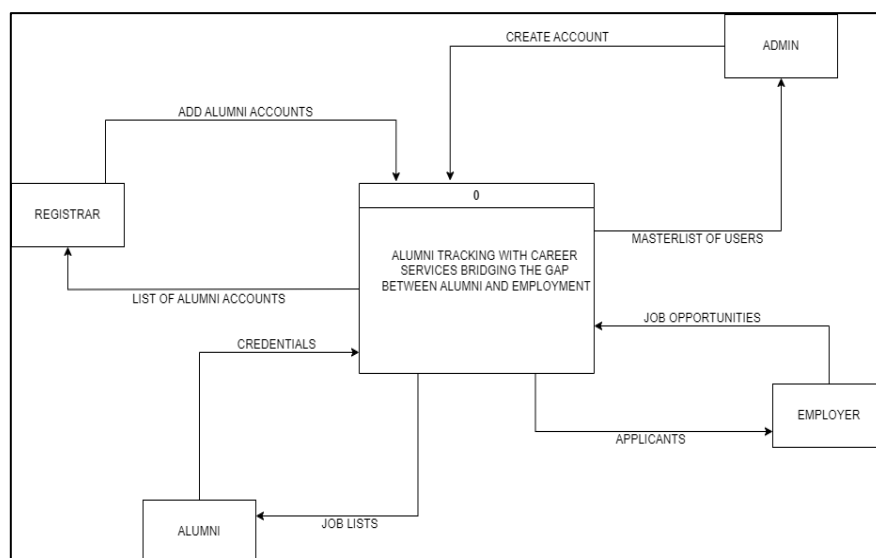 CREATE ACCOUNT
ADMIN
ADD ALUMNI ACCOUNTS
0
REGISTRAR
ALUMNI TRACKING WITH CAREER
SERVICES BRIDGING THE GAP
BETWEEN ALUMNI AND EMPLOYMENT
MASTERLIST OF USERS
LIST OF ALUMNI ACCOUNTS
JOB OPPORTUNITIES
CREDENTIALS
EMPLOYER
APPLICANTS
JOB LISTS
ALUMNI